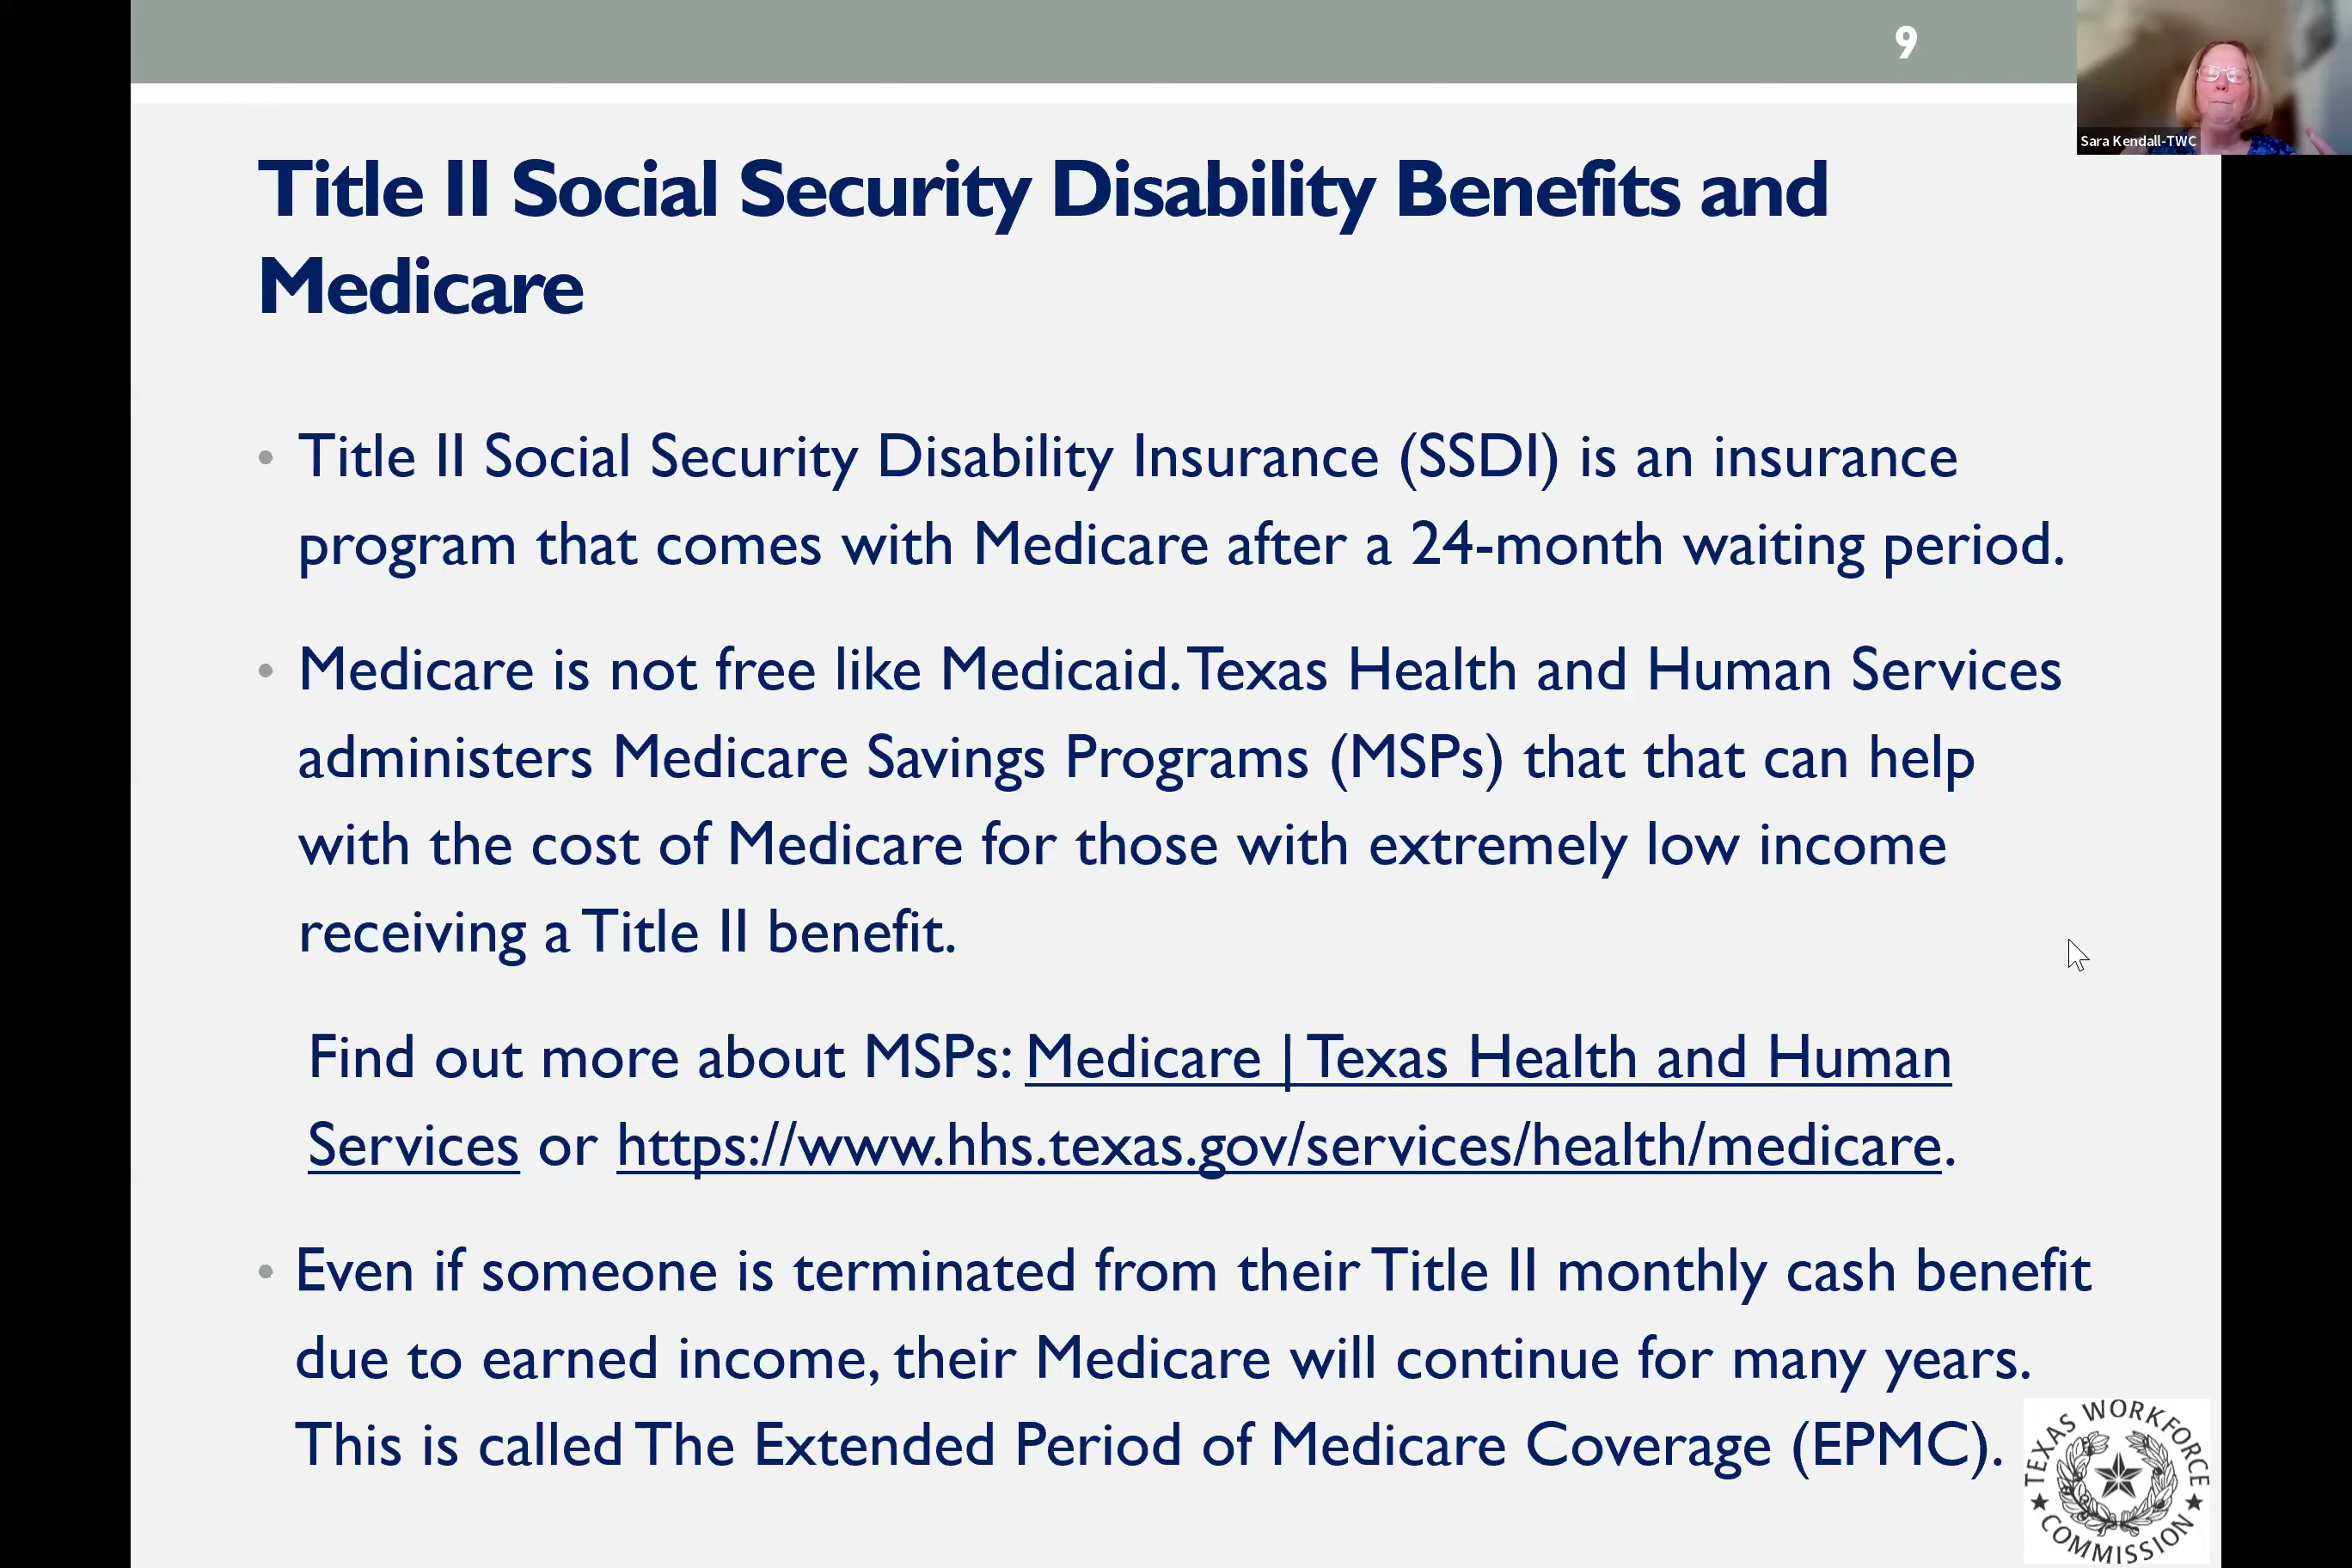 9
Sara Kendall-TWC
Title II Social Security Disability Benefits and
Medicare
• Title II Social Security Disability Insurance (SSDI) is an insurance
program that comes with Medicare after a 24-month waiting period.
• Medicare is not free like Medicaid. Texas Health and Human Services
administers Medicare Savings Programs (MSPs) that that can help
with the cost of Medicare for those with extremely low income
receiving a Title II benefit.
Find out more about MSPs: Medicare | Texas Health and Human
Services or https://www.hhs.texas.gov/services/health/medicare.
• Even if someone is terminated from their Title II monthly cash benefit
due to earned income, their Medicare will continue for many years.
This is called The Extended Period of Medicare Coverage (EPMC).
TEXAS WORKFORCE
COMMISSION